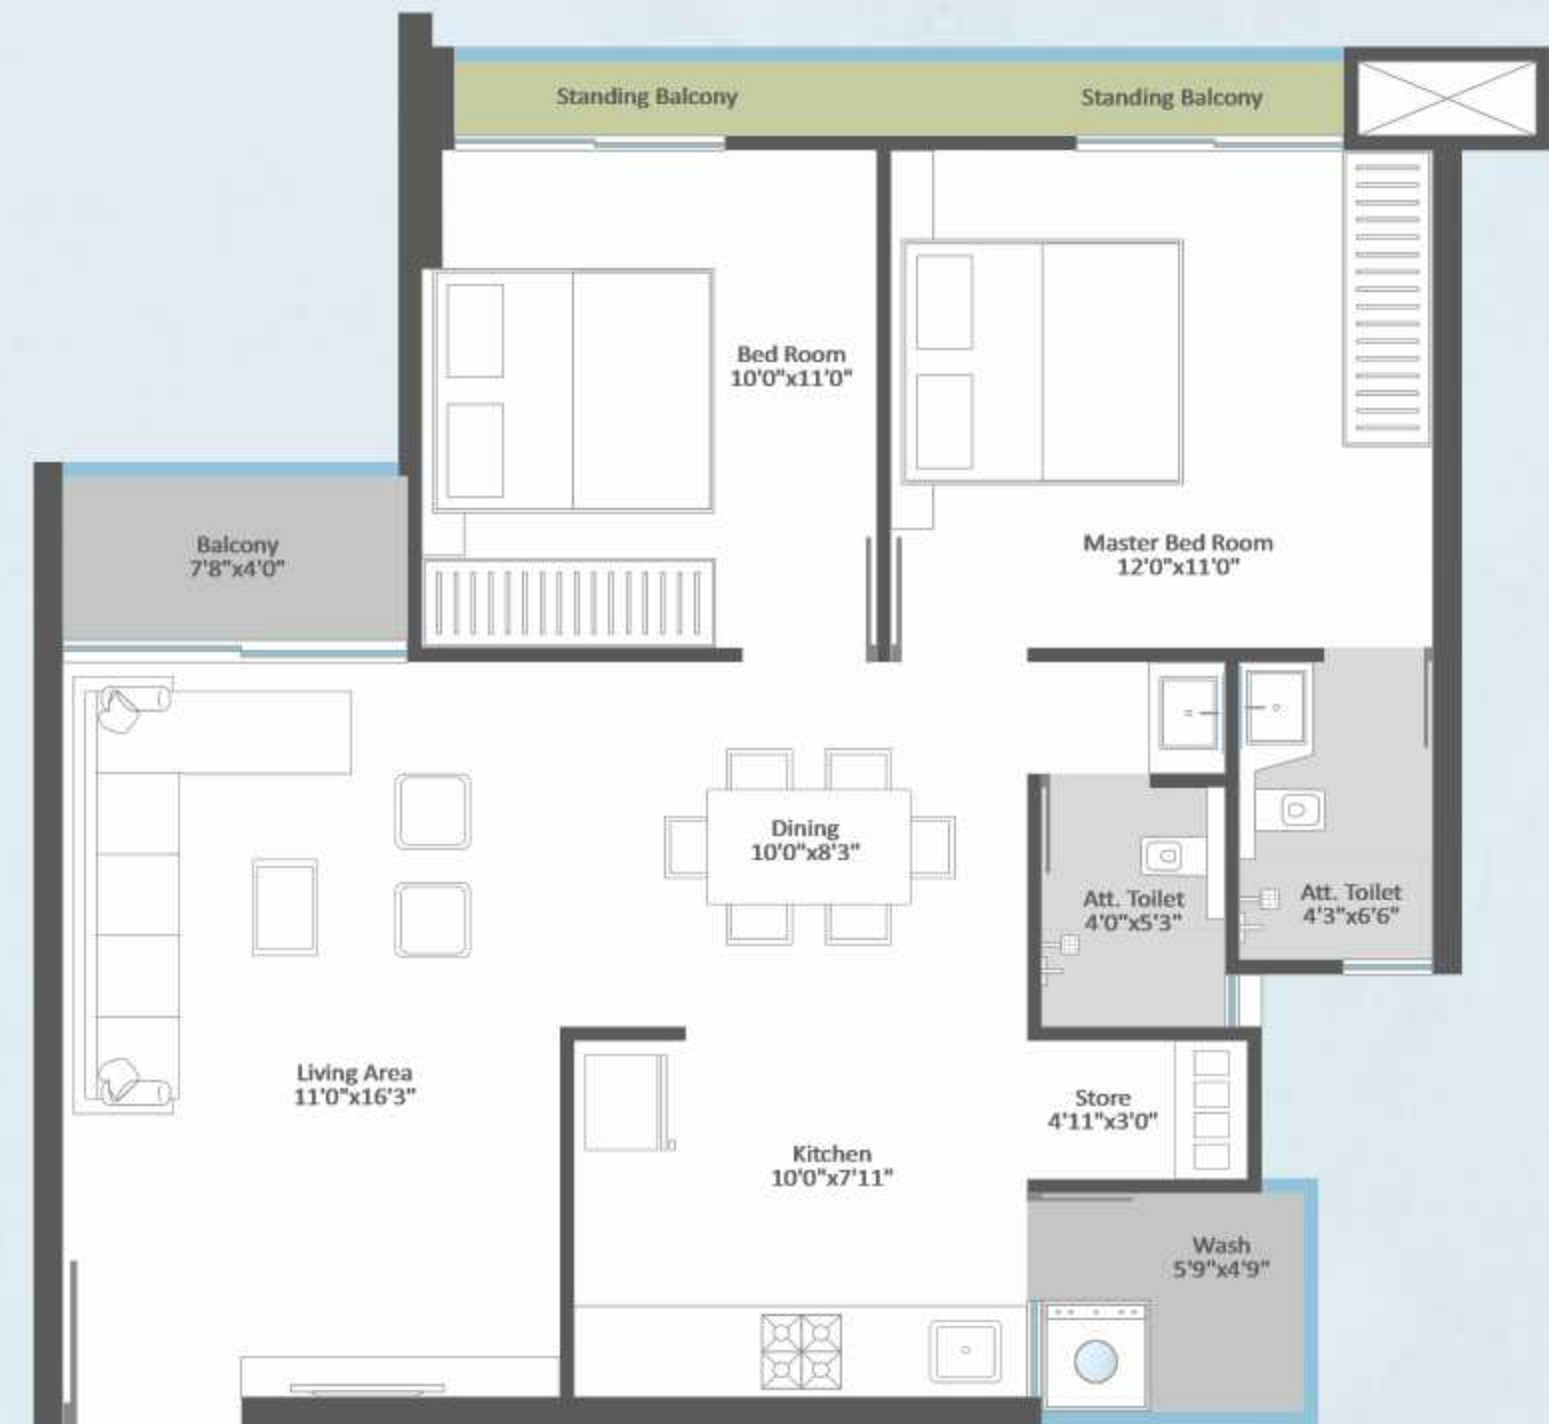 Standing Balcony
Standing Balcony
Bed Room
10'0"x11'0"
Master Bed Room
12'0"x11'0"
Balcony
7'8"x4'0"
Dining
10'0"x8'3"
Att. Toilet
4'0"x5'3"
Att. Toilet
4'3"x6'6"
Living Area
11'0"x16'3"
Store
4'11"x3'0"
Kitchen
10'0"x7'11"
Wash
5'9"x4'9"